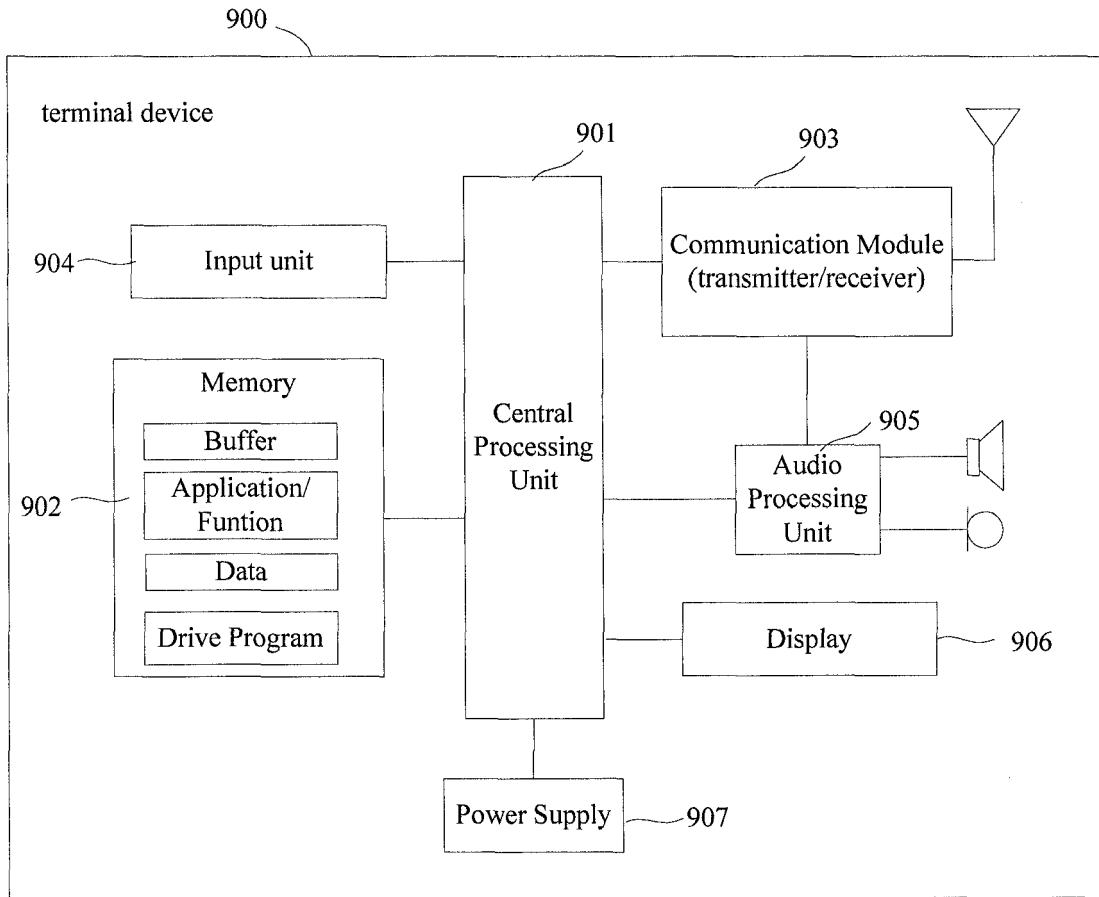 900
terminal device
901
903
904
Input unit
Communication Module
(transmitter/receiver)
Memory
Buffer
Application/
Funtion
Data
Drive Program
902
Central
Processing
Unit
905
Audio
Processing
Unit
Display
906
Power Supply
907